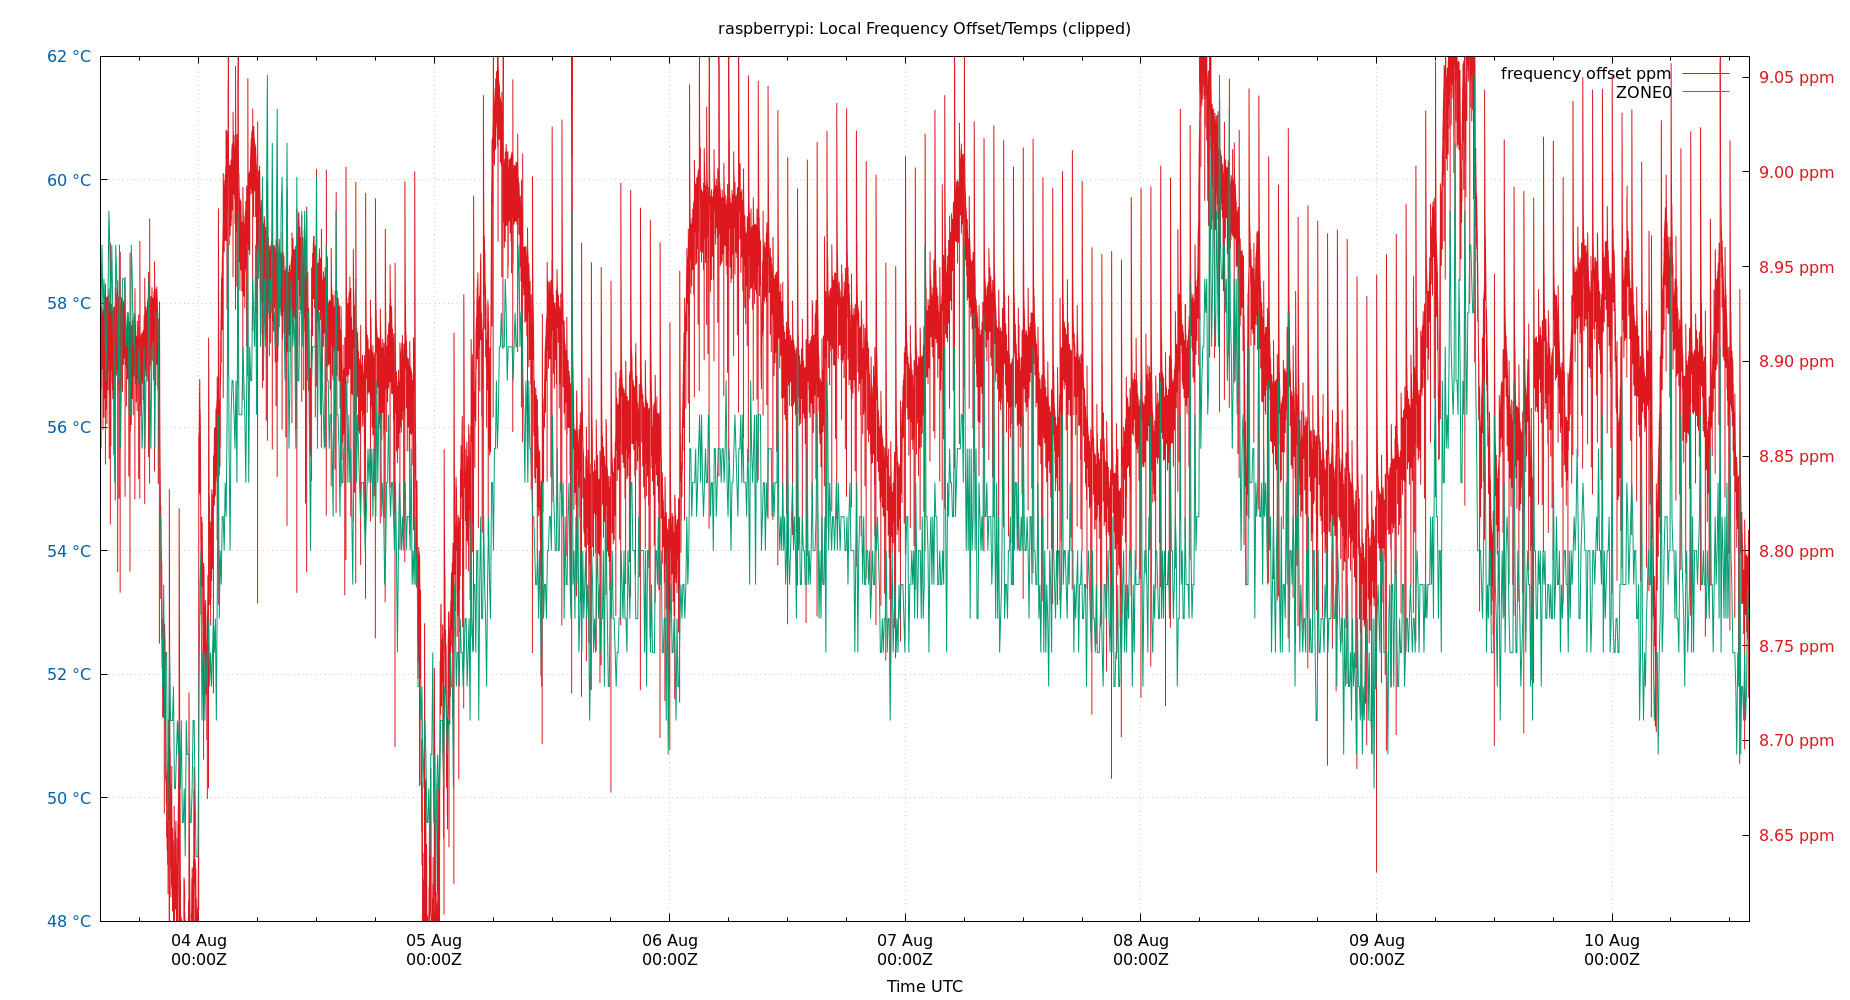 raspberrypi: Local Frequency Offset/Temps (clipped)
62 °C
60 °C
58 °C
56 °C
54 °C
52 °C
50 °C
48 °C
frequency offset ppm
ZONE0
9.05 ppm
9.00 ppm
8.95 ppm
8.90 ppm
8.85 ppm
8.80 ppm
8.75 ppm
8.70 ppm
8.65 ppm
04 Aug
00:00Z
05 Aug
00:00Z
06 Aug
00:00Z
07 Aug
00:00Z
08 Aug
00:00Z
09 Aug
00:00Z
10 Aug
00:00Z
Time UTC